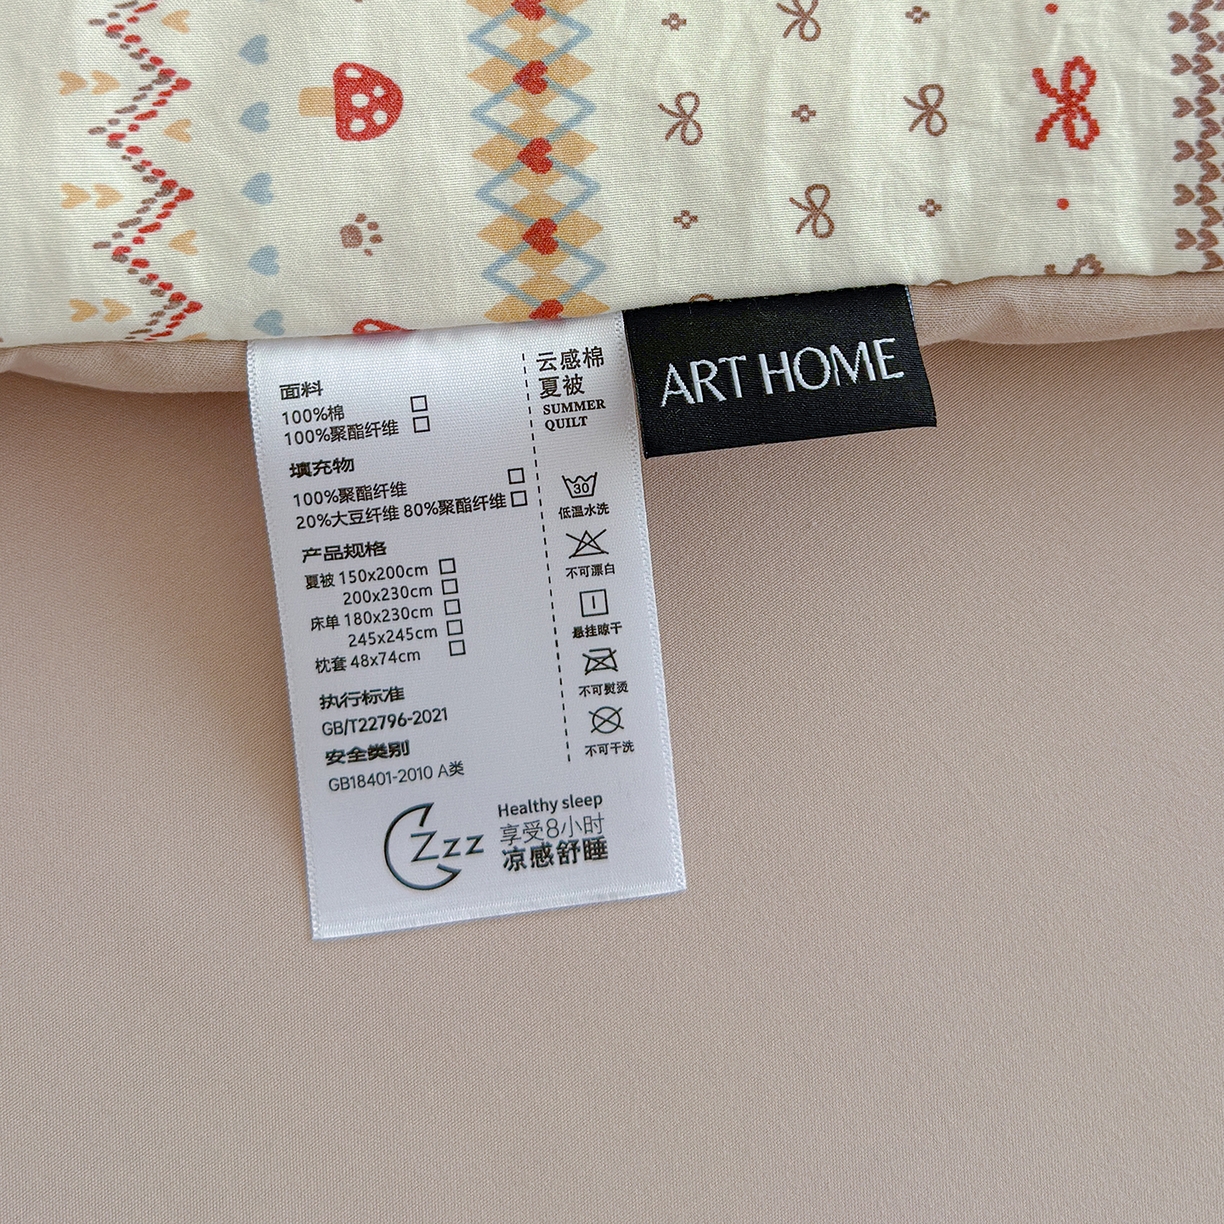 面料
100%棉 □
100%聚酯纤维 □
填充物
100%聚酯纤维 □
20%大豆纤维 80%聚酯纤维 □
产品规格
夏被 150x200cm □
200x230cm □
床单 180x230cm □
245x245cm □
枕套 48x74cm □
执行标准
GB/T22796-2021
安全类别
GB18401-2010 A类
云感棉
夏被
SUMMER
QUILT
30
低温水洗
不可漂白
悬挂晾干
不可熨烫
不可干洗
Zzz
Healthy sleep
享受8小时
凉感舒睡
ART HOME